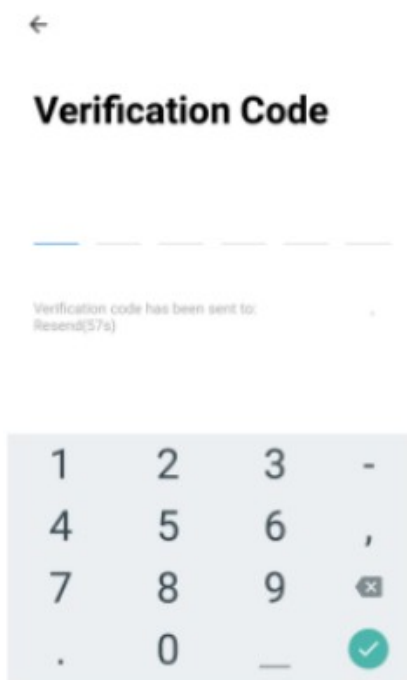 Verification Code
Verification code has been sent to:
Resend(57s)
1 2 3 -
4 5 6 ,
7 8 9
. 0 _